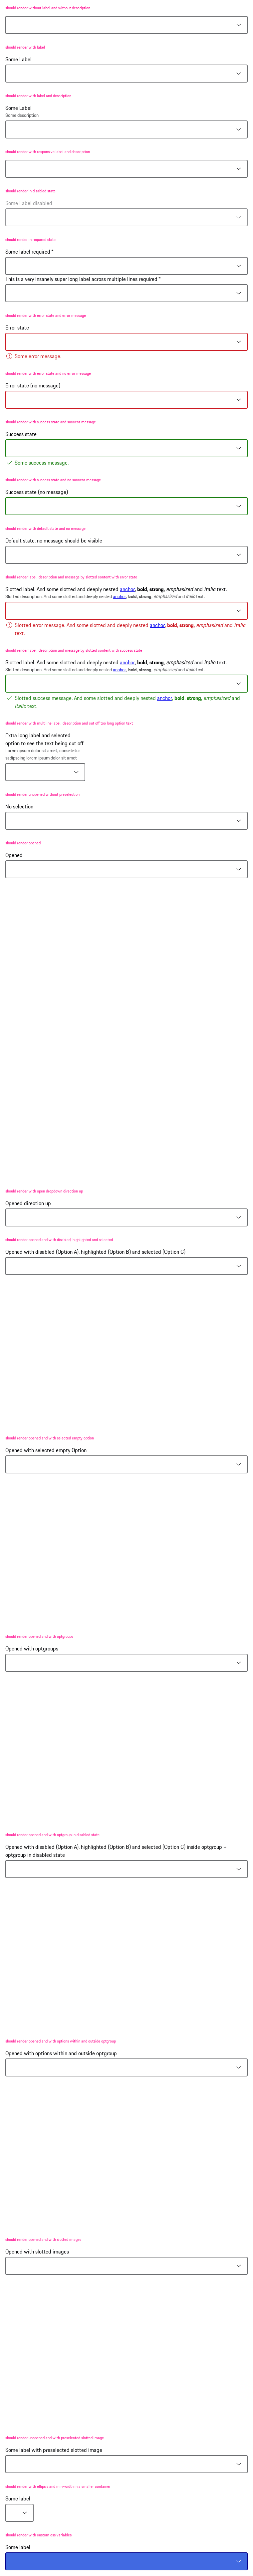 should render without label and without description
should render with label
Some Label
should render with label and description
Some Label
Some description
should render with responsive label and description
should render in disabled state
Some Label disabled
should render in required state
Some label required *
This is a very insanely super long label across multiple lines required *
should render with error state and error message
Error state
Some error message.
should render with error state and no error message
Error state (no message)
should render with success state and success message
Success state
Some success message.
should render with success state and no success message
Success state (no message)
should render with default state and no message
Default state, no message should be visible
should render label, description and message by slotted content with error state
Slotted label. And some slotted and deeply nested anchor, bold, strong, emphasized and italic text.
Slotted description. And some slotted and deeply nested anchor, bold, strong, emphasized and italic text.
Slotted error message. And some slotted and deeply nested anchor, bold, strong, emphasized and italic
text.
should render label, description and message by slotted content with success state
Slotted label. And some slotted and deeply nested anchor, bold, strong, emphasized and italic text.
Slotted description. And some slotted and deeply nested anchor, bold, strong, emphasized and italic text.
Slotted success message. And some slotted and deeply nested anchor, bold, strong, emphasized and
italic text.
should render with multiline label, description and cut off too long option text
Extra long label and selected
option to see the text being cut off
Lorem ipsum dolor sit amet, consetetur
sadipscing lorem ipsum dolor sit amet
should render unopened without preselection
No selection
should render opened
Opened
should render with open dropdown direction up
Opened direction up
should render opened and with disabled, highlighted and selected
Opened with disabled (Option A), highlighted (Option B) and selected (Option C)
should render opened and with selected empty option
Opened with selected empty Option
should render opened and with optgroups
Opened with optgroups
should render opened and with optgroup in disabled state
Opened with disabled (Option A), highlighted (Option B) and selected (Option C) inside optgroup +
optgroup in disabled state
should render opened and with options within and outside optgroup
Opened with options within and outside optgroup
should render opened and with slotted images
Opened with slotted images
should render unopened and with preselected slotted image
Some label with preselected slotted image
should render with ellipsis and min-width in a smaller container
Some label
should render with custom css variables
Some label